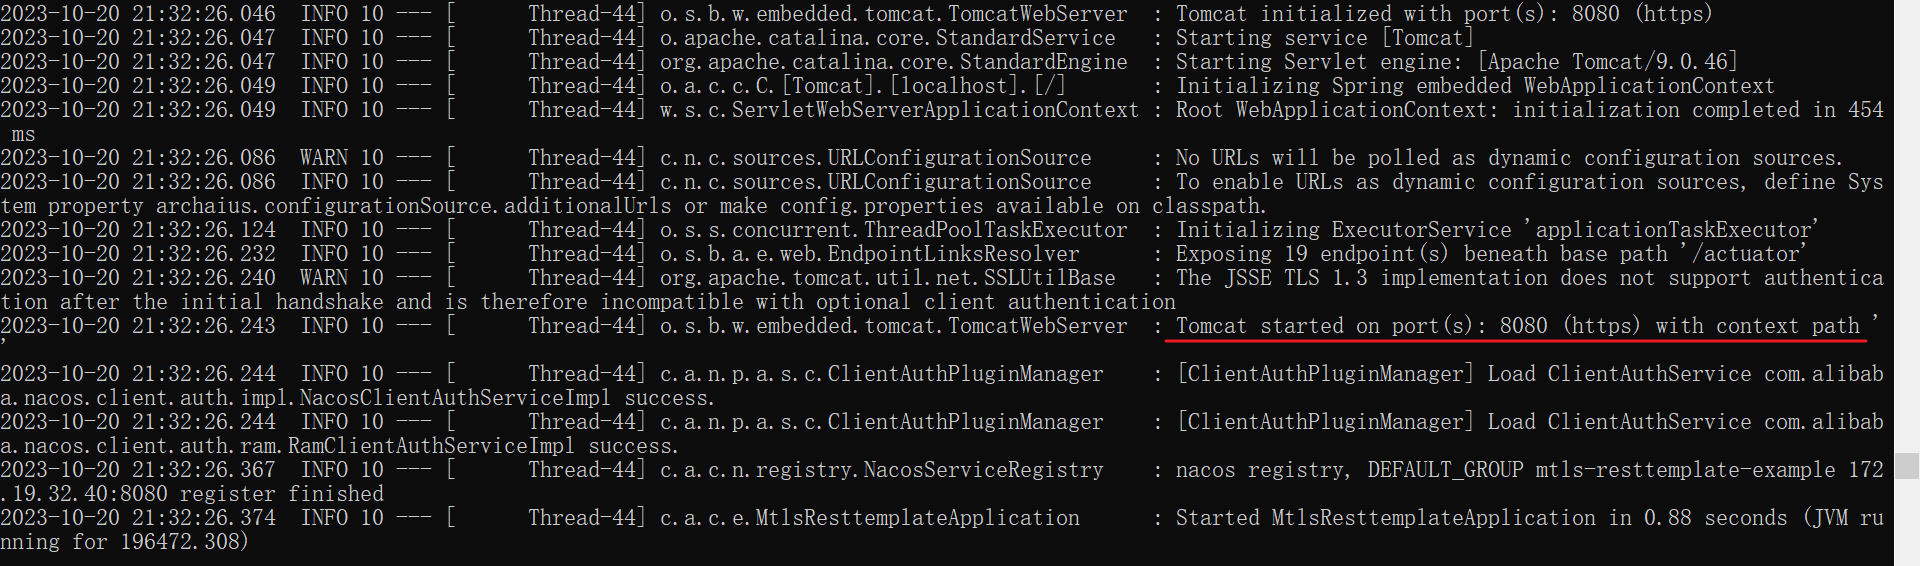 2023-10-20 21:32:26.046  INFO 10 --- [      Thread-44] o.s.b.w.embedded.tomcat.TomcatWebServer  : Tomcat initialized with port(s): 8080 (https)
2023-10-20 21:32:26.047  INFO 10 --- [      Thread-44] o.apache.catalina.core.StandardService   : Starting service [Tomcat]
2023-10-20 21:32:26.047  INFO 10 --- [      Thread-44] org.apache.catalina.core.StandardEngine  : Starting Servlet engine: [Apache Tomcat/9.0.46]
2023-10-20 21:32:26.049  INFO 10 --- [      Thread-44] o.a.c.c.C.[Tomcat].[localhost].[/]       : Initializing Spring embedded WebApplicationContext
2023-10-20 21:32:26.049  INFO 10 --- [      Thread-44] w.s.c.ServletWebServerApplicationContext : Root WebApplicationContext: initialization completed in 454
 ms
2023-10-20 21:32:26.086  WARN 10 --- [      Thread-44] c.n.c.sources.URLConfigurationSource     : No URLs will be polled as dynamic configuration sources.
2023-10-20 21:32:26.086  INFO 10 --- [      Thread-44] c.n.c.sources.URLConfigurationSource     : To enable URLs as dynamic configuration sources, define Sys
tem property archaius.configurationSource.additionalUrls or make config.properties available on classpath.
2023-10-20 21:32:26.124  INFO 10 --- [      Thread-44] o.s.s.concurrent.ThreadPoolTaskExecutor  : Initializing ExecutorService 'applicationTaskExecutor'
2023-10-20 21:32:26.232  INFO 10 --- [      Thread-44] o.s.b.a.e.web.EndpointLinksResolver      : Exposing 19 endpoint(s) beneath base path '/actuator'
2023-10-20 21:32:26.240  WARN 10 --- [      Thread-44] org.apache.tomcat.util.net.SSLUtilBase   : The JSSE TLS 1.3 implementation does not support authentica
tion after the initial handshake and is therefore incompatible with optional client authentication
2023-10-20 21:32:26.243  INFO 10 --- [      Thread-44] o.s.b.w.embedded.tomcat.TomcatWebServer  : Tomcat started on port(s): 8080 (https) with context path '
'
2023-10-20 21:32:26.244  INFO 10 --- [      Thread-44] c.a.n.p.a.s.c.ClientAuthPluginManager    : [ClientAuthPluginManager] Load ClientAuthService com.alibab
a.nacos.client.auth.impl.NacosClientAuthServiceImpl success.
2023-10-20 21:32:26.244  INFO 10 --- [      Thread-44] c.a.n.p.a.s.c.ClientAuthPluginManager    : [ClientAuthPluginManager] Load ClientAuthService com.alibab
a.nacos.client.auth.ram.RamClientAuthServiceImpl success.
2023-10-20 21:32:26.367  INFO 10 --- [      Thread-44] c.a.c.n.registry.NacosServiceRegistry    : nacos registry, DEFAULT_GROUP mtls-resttemplate-example 172
.19.32.40:8080 register finished
2023-10-20 21:32:26.374  INFO 10 --- [      Thread-44] c.a.c.e.MtlsResttemplateApplication      : Started MtlsResttemplateApplication in 0.88 seconds (JVM ru
nning for 196472.308)